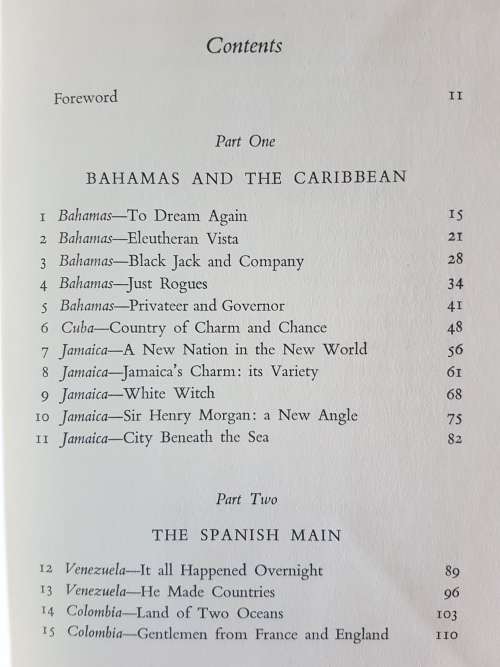 Contents
Foreword 11
Part One
BAHAMAS AND THE CARIBBEAN
1 Bahamas—To Dream Again 15
2 Bahamas—Eleutheran Vista 21
3 Bahamas—Black Jack and Company 28
4 Bahamas—Just Rogues 34
5 Bahamas—Privateer and Governor 41
6 Cuba—Country of Charm and Chance 48
7 Jamaica—A New Nation in the New World 56
8 Jamaica—Jamaica's Charm: its Variety 61
9 Jamaica—White Witch 68
10 Jamaica—Sir Henry Morgan: a New Angle 75
11 Jamaica—City Beneath the Sea 82
Part Two
THE SPANISH MAIN
12 Venezuela—It all Happened Overnight 89
13 Venezuela—He Made Countries 96
14 Colombia—Land of Two Oceans 103
15 Colombia—Gentlemen from France and England 110